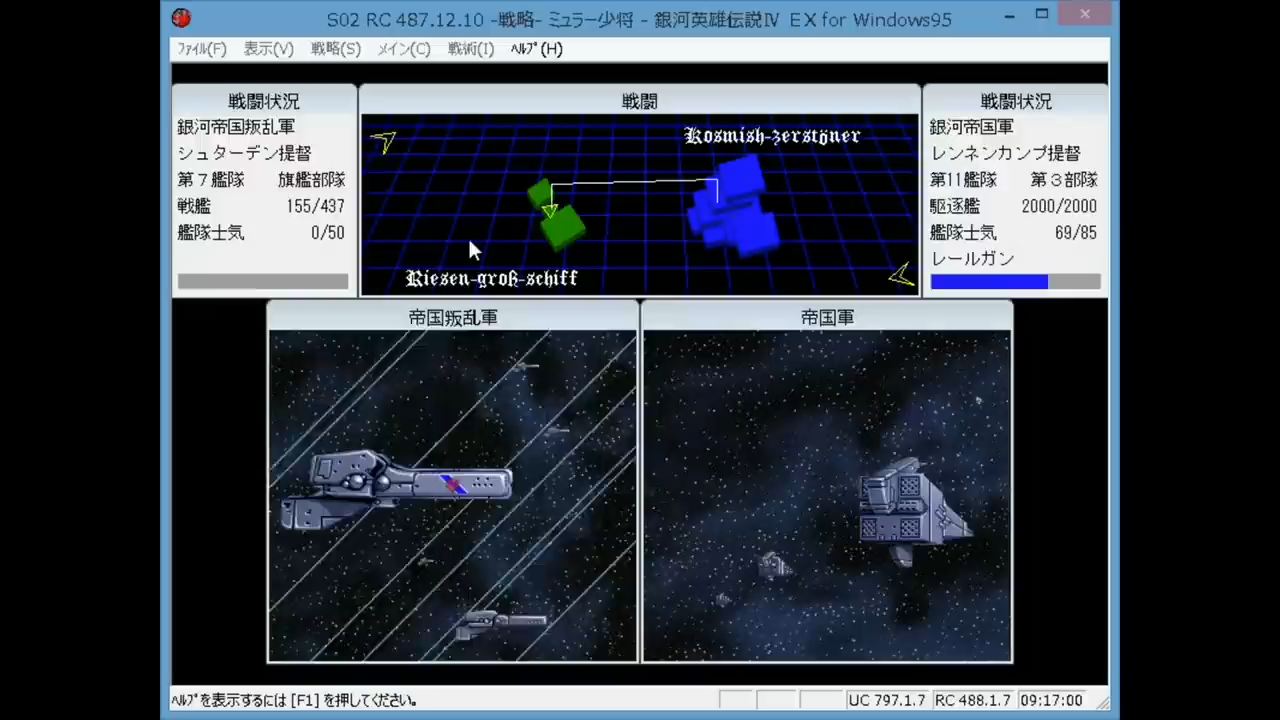 S02 RC 487.12.10 -戦略- ミュラー少将 - 銀河英雄伝説Ⅳ EX for Windows95
ﾌｧｲﾙ(F) 表示(V) 戦略(S) メイン(C) 戦術(I) ﾍﾙﾌﾟ(H)
戦闘状況
銀河帝国叛乱軍
シュターデン提督
第７艦隊 旗艦部隊
戦艦 155/437
艦隊士気 0/50
戦闘
Kosmish-zerstöner
Riesen-groß-schiff
戦闘状況
銀河帝国軍
レンネンカンプ提督
第11艦隊 第３部隊
駆逐艦 2000/2000
艦隊士気 69/85
レールガン
帝国叛乱軍
帝国軍
ﾍﾙﾌﾟを表示するには [F1] を押してください。
UC 797.1.7 RC 488.1.7 09:17:00